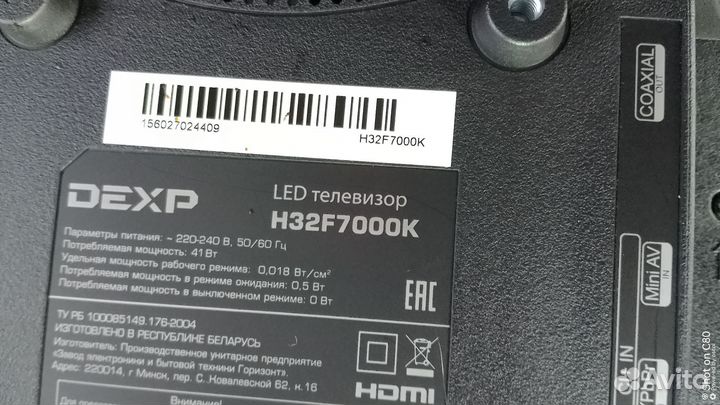 156027024409
H32F7000K
DEXP
LED телевизор
H32F7000K
Параметры питания: ~ 220-240 В, 50/60 Гц
Потребляемая мощность: 41 Вт
Удельная мощность рабочего режима: 0,018 Вт/см²
Потребляемая мощность в режиме ожидания: 0,5 Вт
Потребляемая мощность в выключенном режиме: 0 Вт
EAC
ТУ РБ 100085149.176-2004
ИЗГОТОВЛЕНО В РЕСПУБЛИКЕ БЕЛАРУСЬ
Изготовитель: Производственное унитарное предприятие
«Завод электроники и бытовой техники Горизонт».
Адрес: 220014, г Минск, пер. С. Ковалевской 62, к. 16
HDMI
Внимание!
COAXIAL
OUT
Mini AV
IN
IN
Shot on C80
Avito